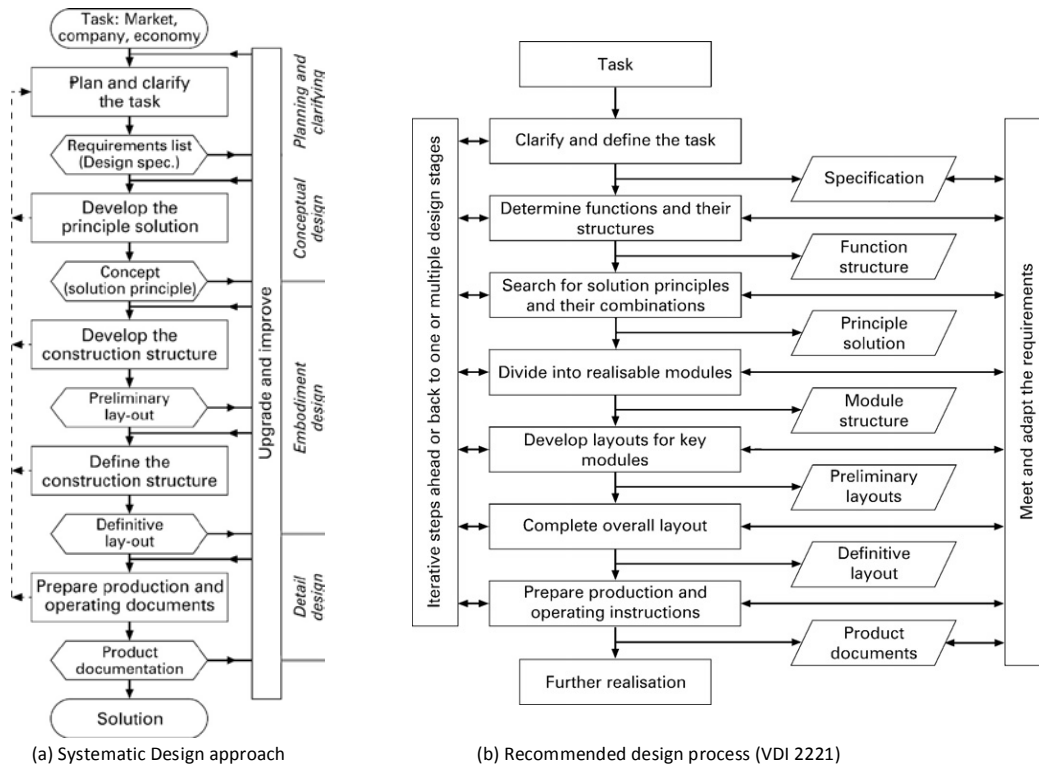 Task: Market,
company, economy
Plan and clarify
the task
Requirements list
(Design spec.)
Develop the
principle solution
Concept
(solution principle)
Develop the
construction structure
Preliminary
lay-out
Define the
construction structure
Definitive
lay-out
Prepare production and
operating documents
Product
documentation
Solution
Upgrade and improve
Planning and
clarifying
Conceptual
design
Embodiment design
Detail
design
(a) Systematic Design approach
Iterative steps ahead or back to one or multiple design stages
Task
Clarify and define the task
Specification
Determine functions and their
structures
Function
structure
Search for solution principles
and their combinations
Principle
solution
Divide into realisable modules
Module
structure
Develop layouts for key
modules
Preliminary
layouts
Complete overall layout
Definitive
layout
Prepare production and
operating instructions
Product
documents
Further realisation
Meet and adapt the requirements
(b) Recommended design process (VDI 2221)